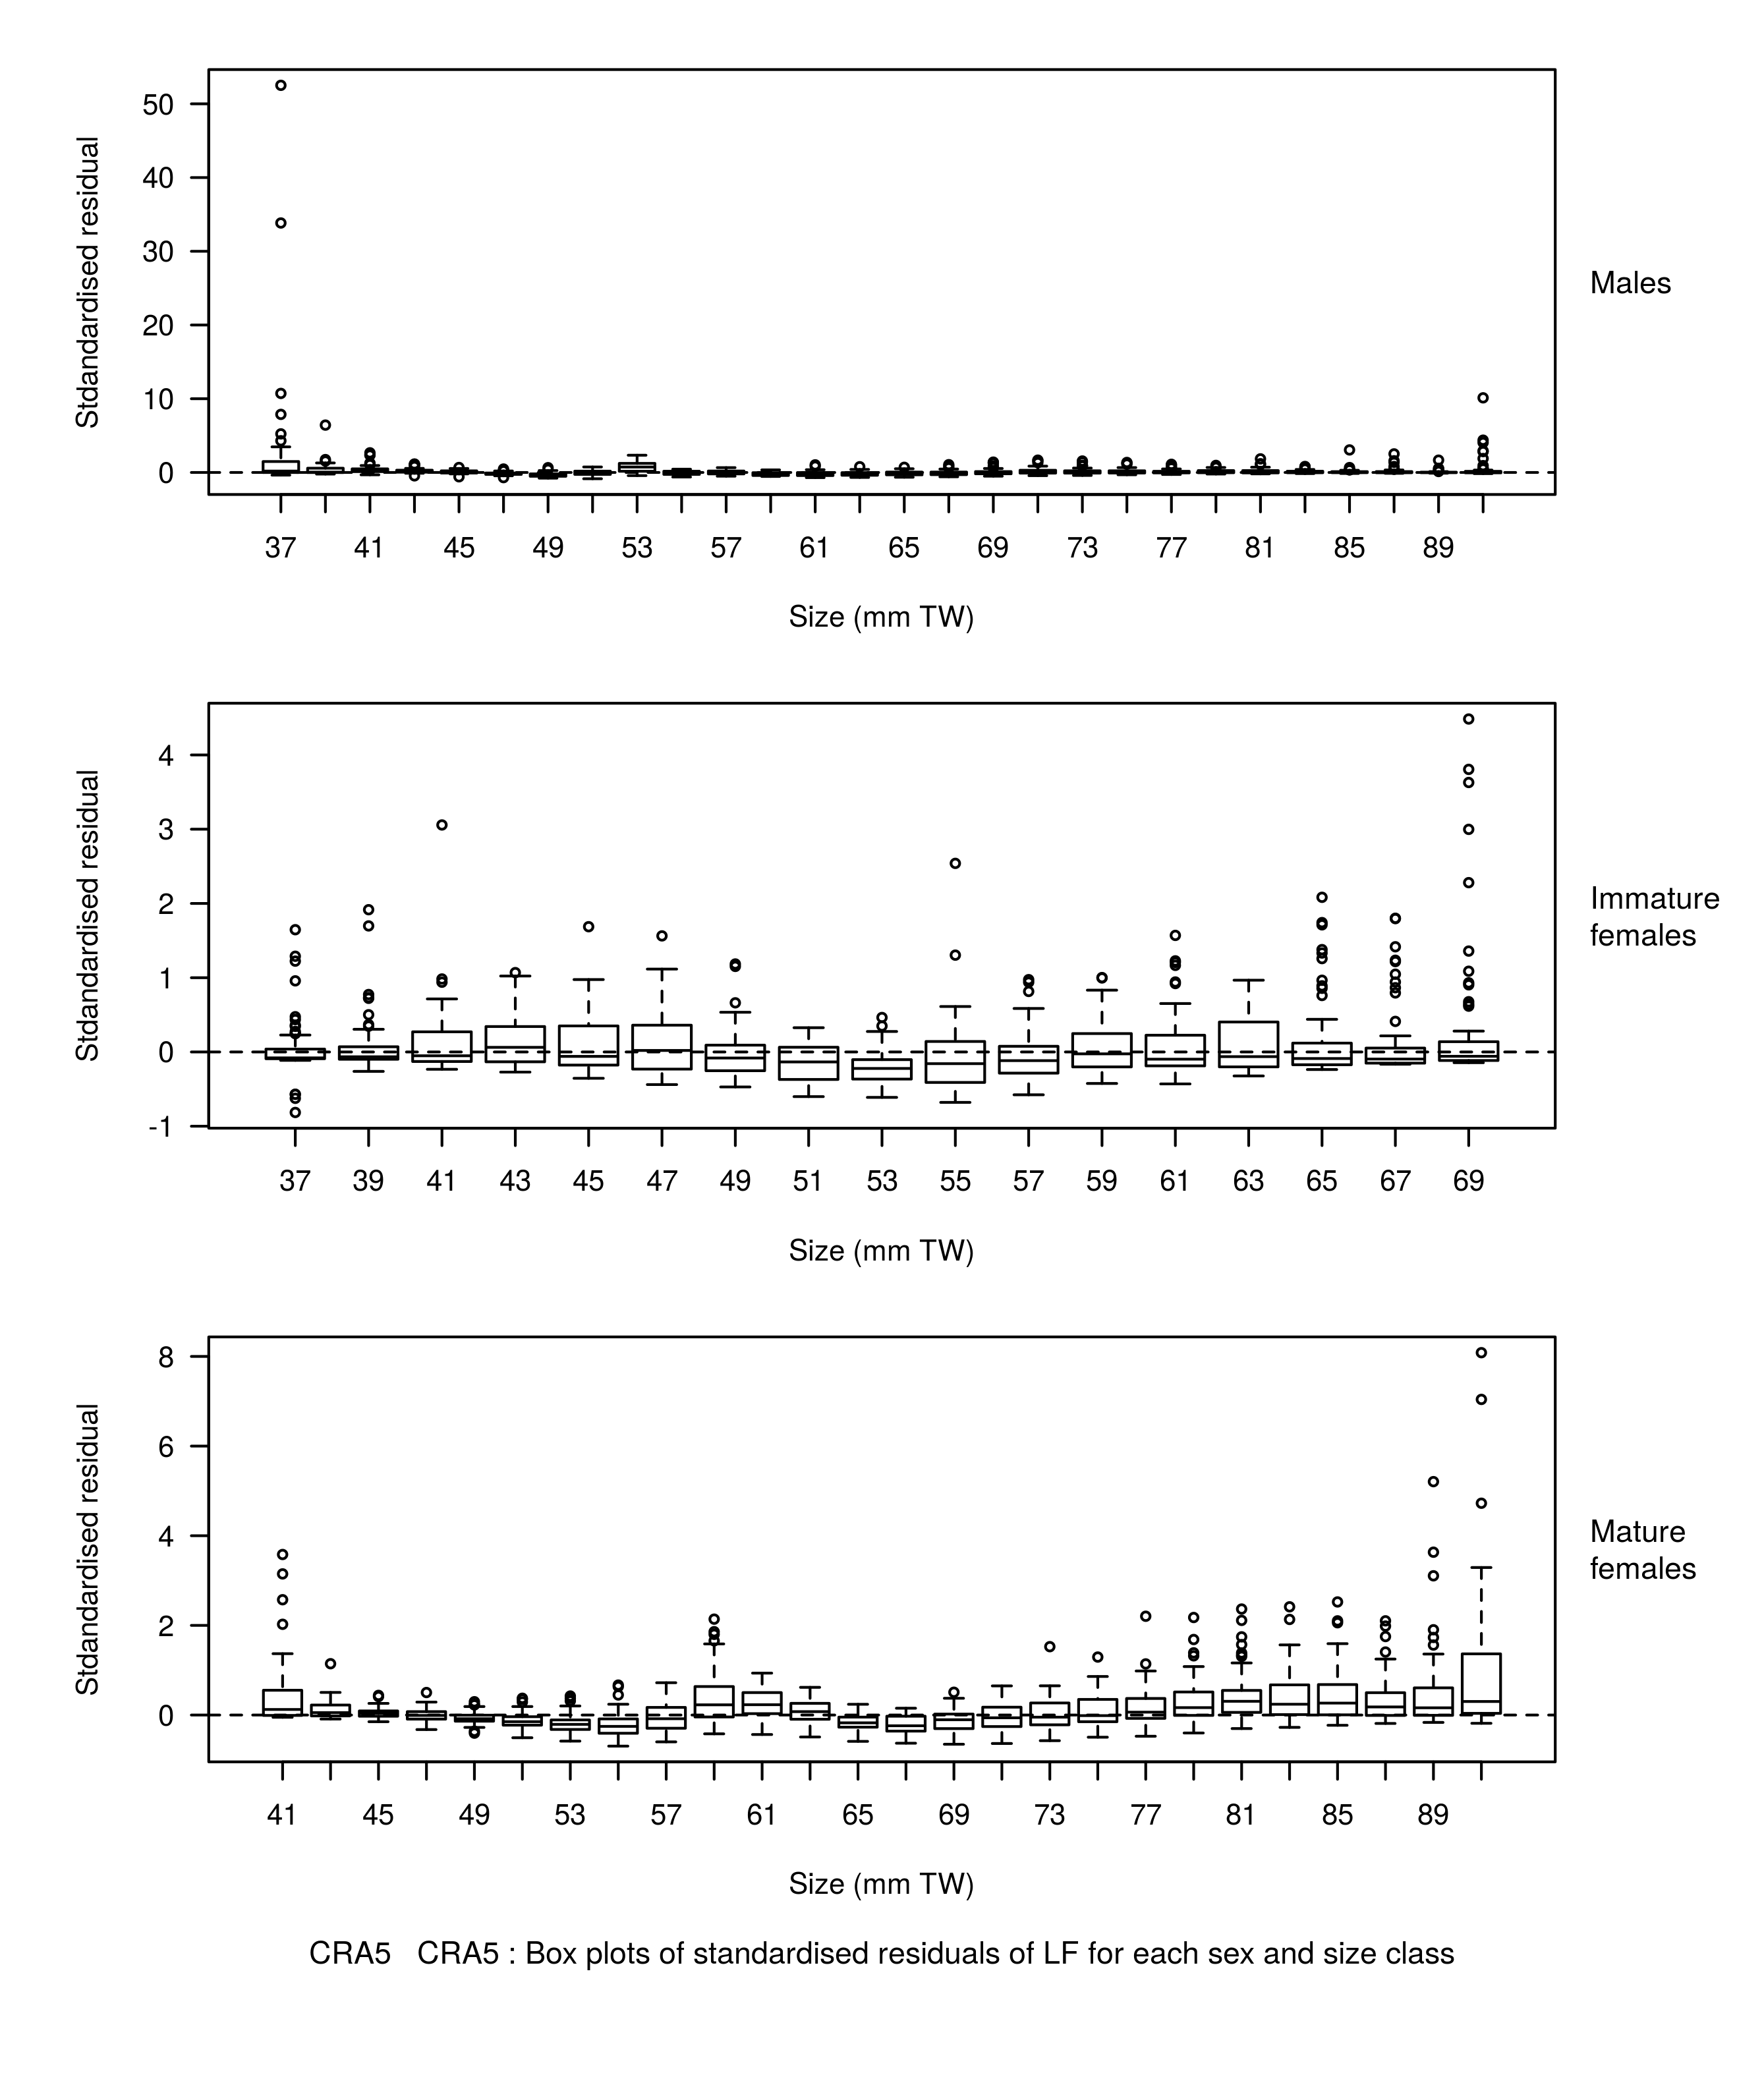 Stdandardised residual
50
40
30
20
10
0
Males
37 41 45 49 53 57 61 65 69 73 77 81 85 89
Size (mm TW)
Stdandardised residual
4
3
2
1
0
-1
Immature
females
37 39 41 43 45 47 49 51 53 55 57 59 61 63 65 67 69
Size (mm TW)
Stdandardised residual
8
6
4
2
0
Mature
females
41 45 49 53 57 61 65 69 73 77 81 85 89
Size (mm TW)
CRA5 CRA5 : Box plots of standardised residuals of LF for each sex and size class